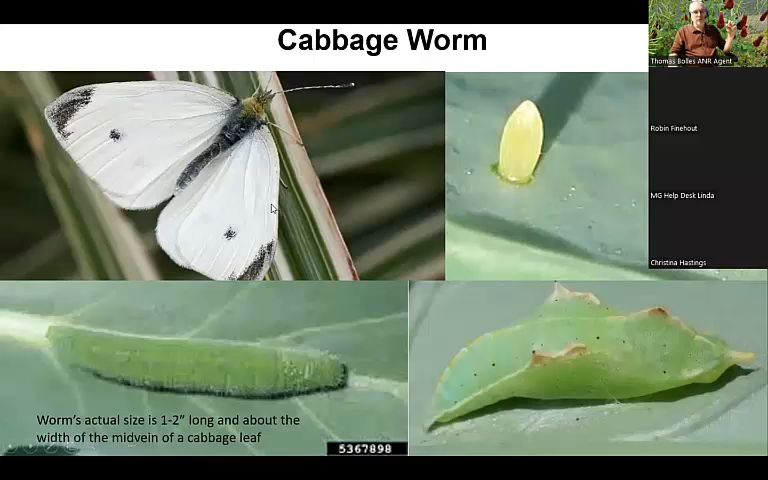 Cabbage Worm
Thomas Bolles ANR Agent
Robin Finehout
MG Help Desk Linda
Christina Hastings
Worm's actual size is 1-2" long and about the
width of the midvein of a cabbage leaf
5367898